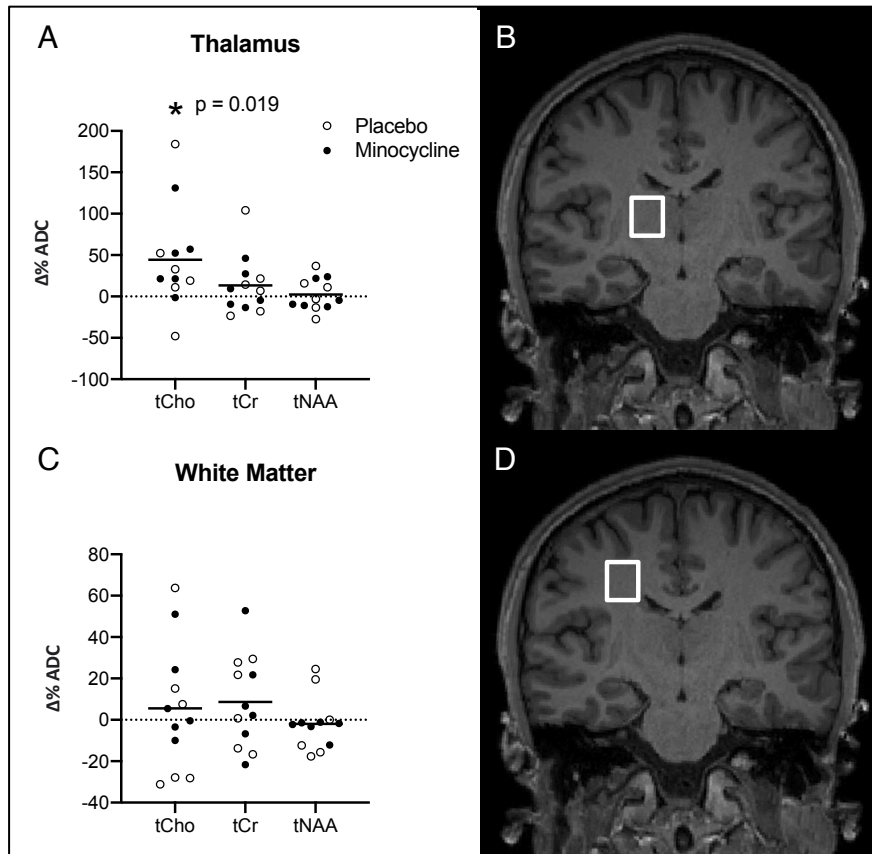 A
Thalamus
* p = 0.019
Placebo
Minocycline
200
150
100
50
0
-50
-100
Δ% ADC
tCho
tCr
tNAA
B
C
White Matter
80
60
40
20
0
-20
-40
Δ% ADC
tCho
tCr
tNAA
D